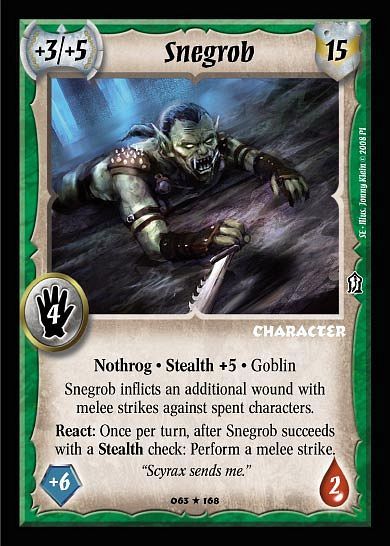 +3/+5
Snegrob
15
SE • Illus. Jonny Klein © 2008 PI
4
CHARACTER
Nothrog • Stealth +5 • Goblin
Snegrob inflicts an additional wound with
melee strikes against spent characters.
React: Once per turn, after Snegrob succeeds
with a Stealth check: Perform a melee strike.
“Scyrax sends me.”
+6
063 ★ 168
2